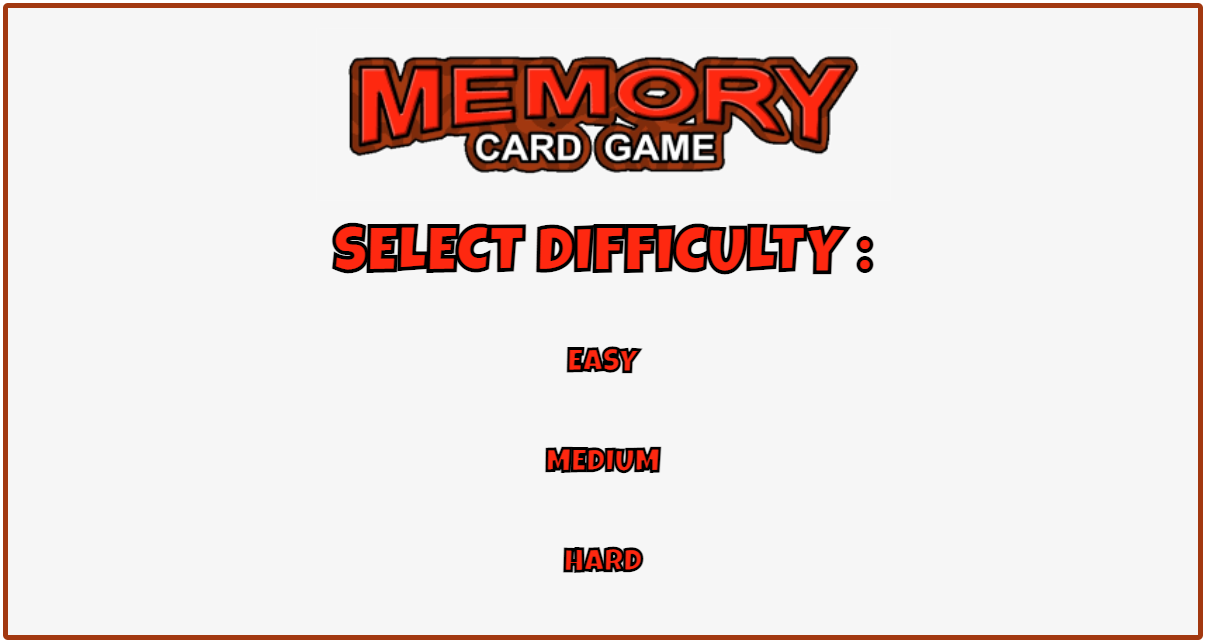 MEMORY
CARD GAME
SELECT DIFFICULTY :
EASY
MEDIUM
HARD